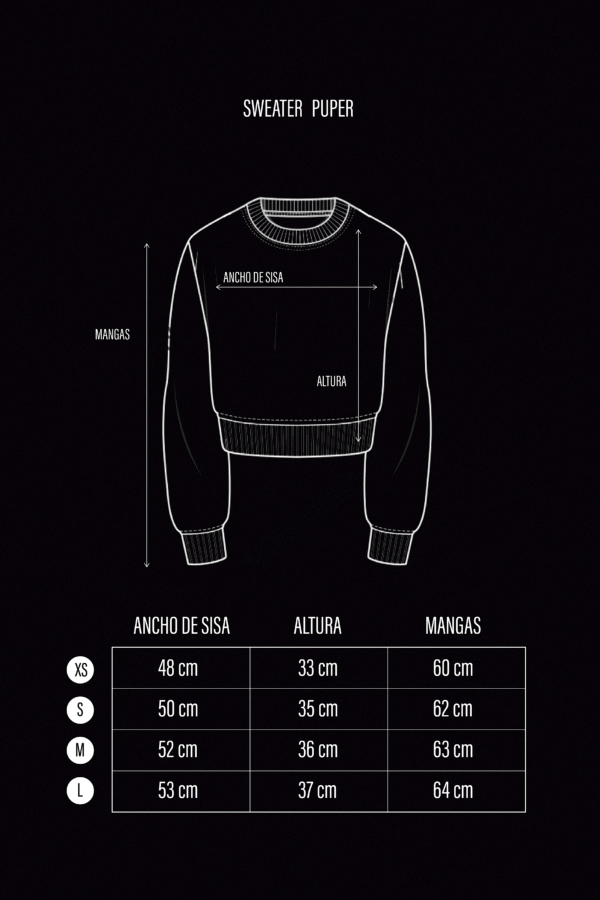 SWEATER PUPER
ANCHO DE SISA
MANGAS
ALTURA
ANCHO DE SISA ALTURA MANGAS
XS 48 cm 33 cm 60 cm
S 50 cm 35 cm 62 cm
M 52 cm 36 cm 63 cm
L 53 cm 37 cm 64 cm